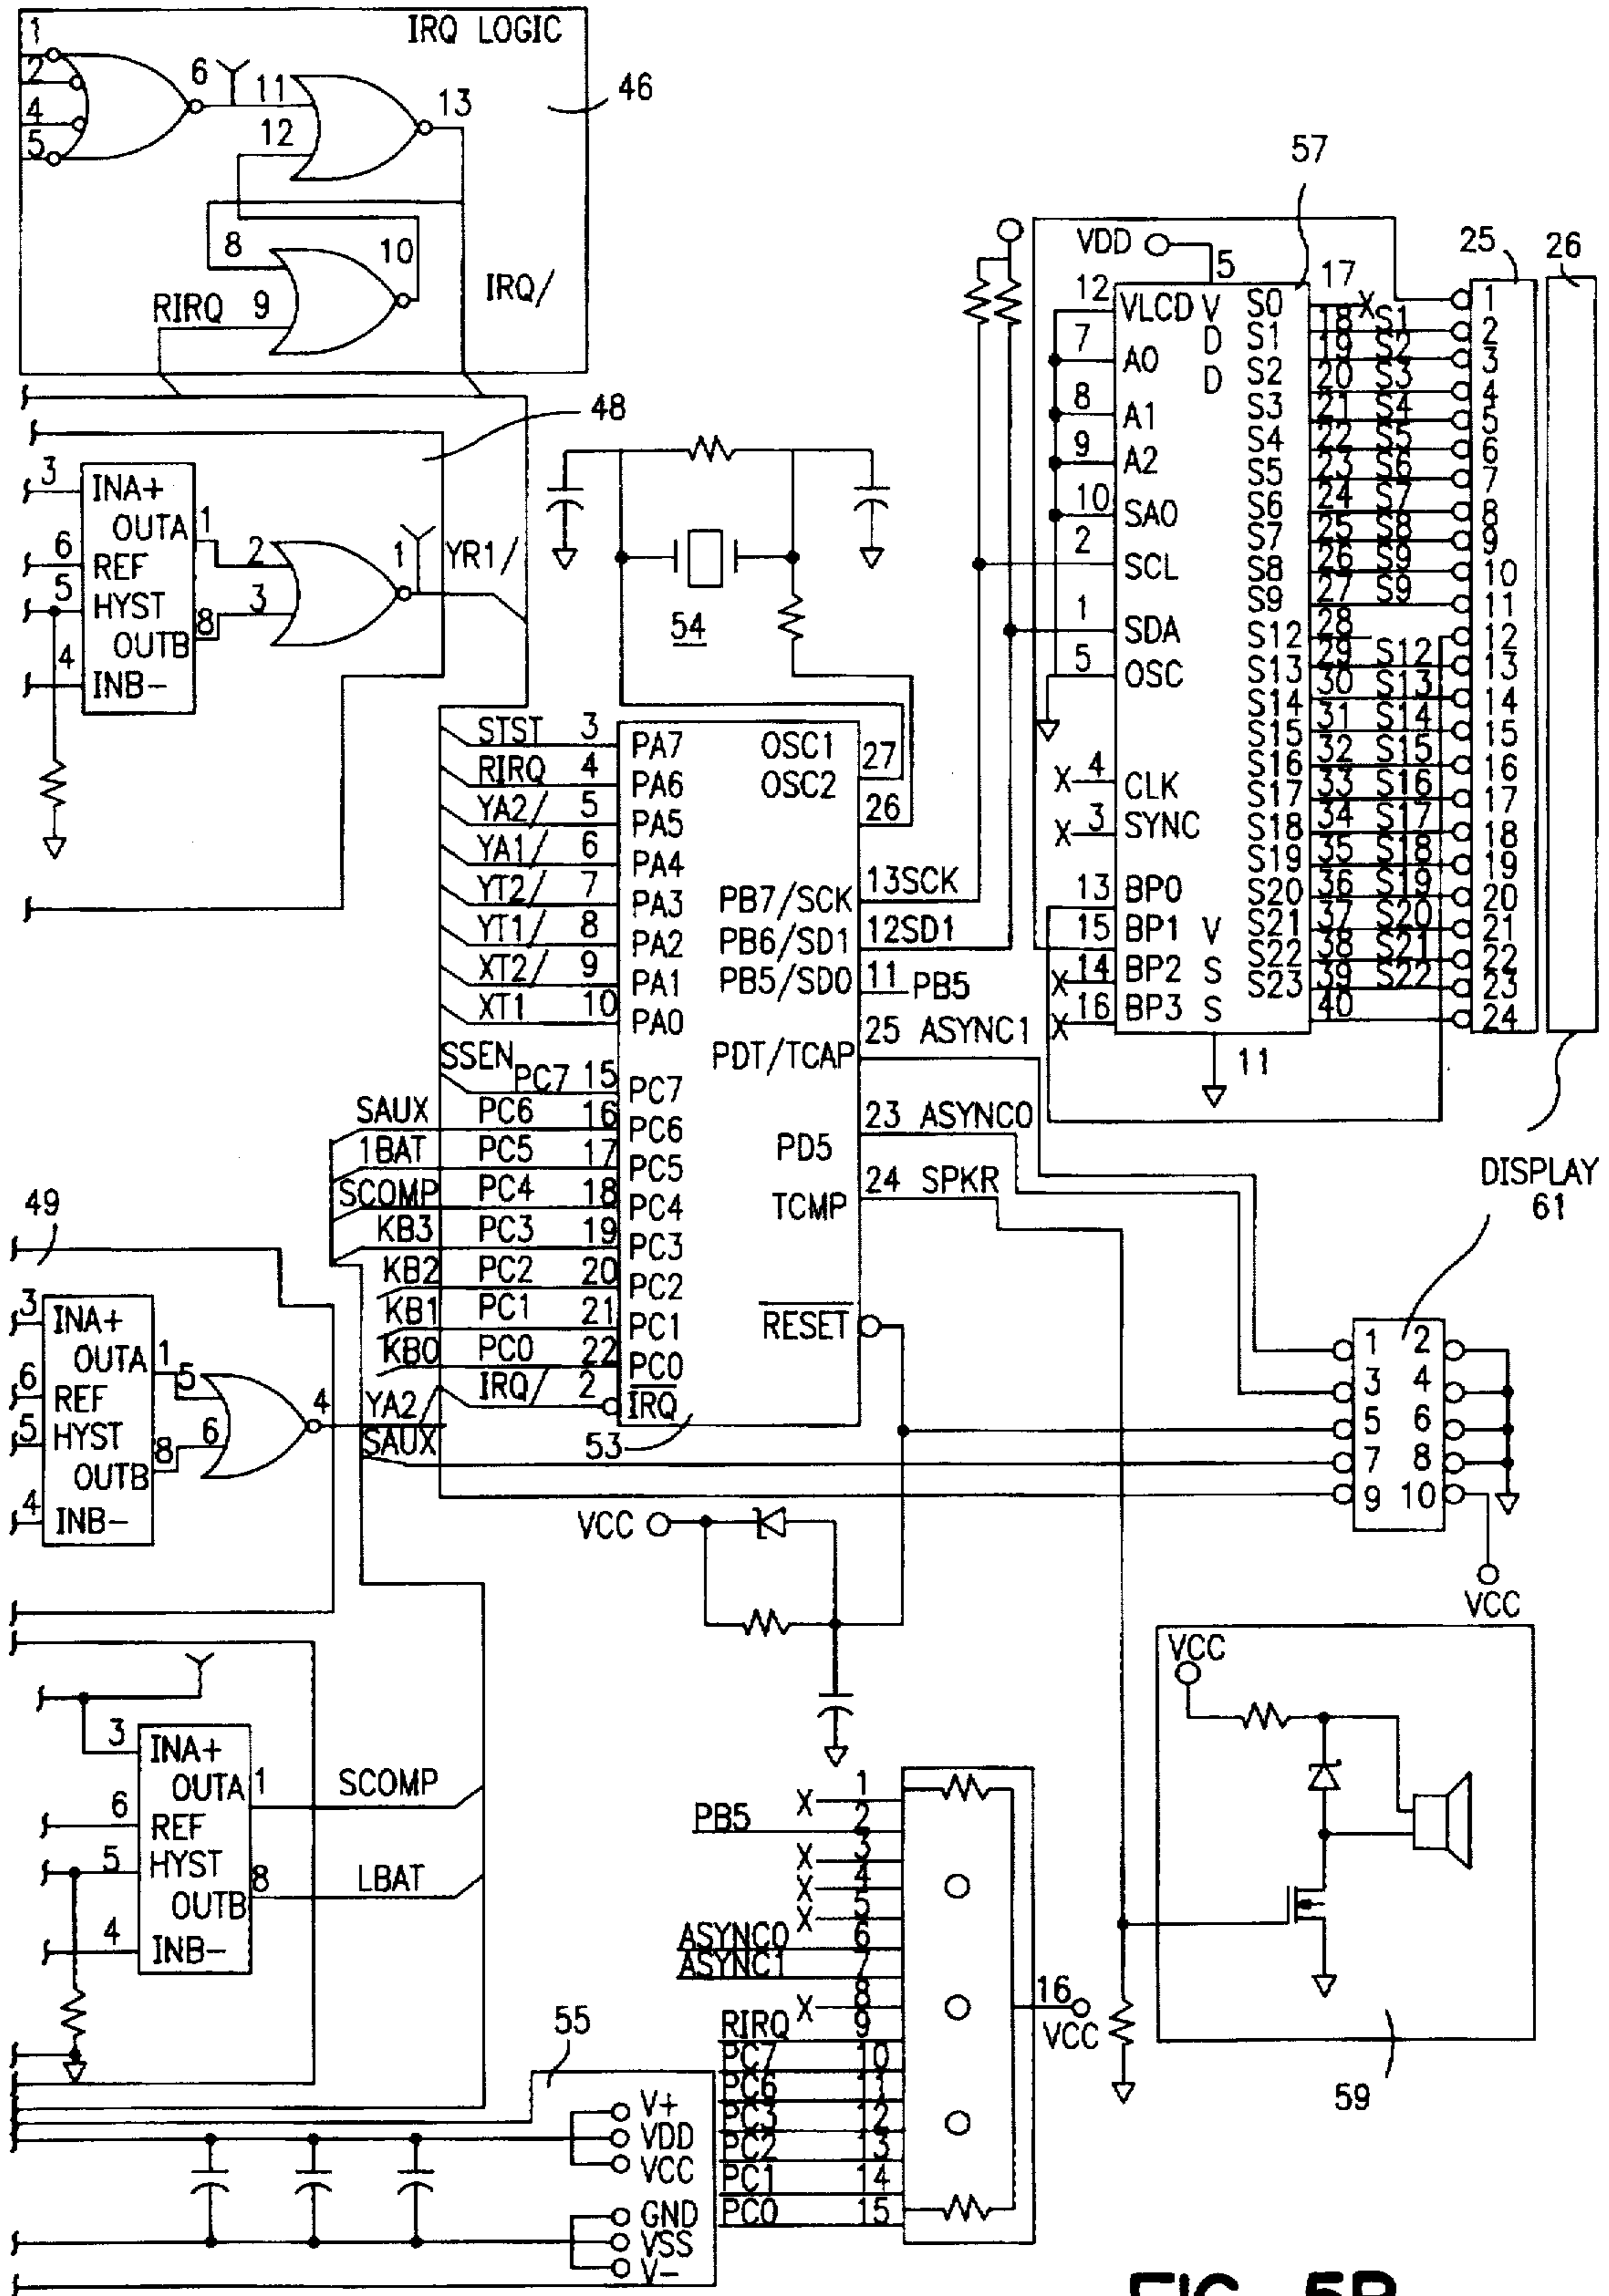 IRQ LOGIC
1
2
4
5
6
11
12
13
46
8
10
RIRQ 9
IRQ/
48
3 INA+
OUTA 1
6 REF
5 HYST
OUTB 8
4 INB-
2
3
1 YR1/
54
57
VDD
5
12 VLCD
7 A0
8 A1
9 A2
10 SA0
2 SCL
1 SDA
5 OSC
4 CLK
X
3 SYNC
X
13 BP0
15 BP1
14 BP2
X
16 BP3
X
V
D
D
V
S
S
11
S0 17 X
S1 18 S1
S2 19 S2
S3 20 S3
S4 21 S4
S5 22 S5
S6 23 S6
S7 24 S7
S8 25 S8
S9 26 S9
S12 27 S9
S13 28
S14 29 S12
S15 30 S13
S16 31 S14
S17 32 S15
S18 33 S16
S19 34 S17
S20 35 S18
S21 36 S19
S22 37 S20
S23 38 S21
39 S22
40
25
26
1
2
3
4
5
6
7
8
9
10
11
12
13
14
15
16
17
18
19
20
21
22
23
24
DISPLAY
61
STST 3 PA7
RIRQ 4 PA6
YA2/ 5 PA5
YA1/ 6 PA4
YT2/ 7 PA3
YT1/ 8 PA2
XT2/ 9 PA1
XT1 10 PA0
SSEN PC7 15 PC7
SAUX PC6 16 PC6
1BAT PC5 17 PC5
SCOMP PC4 18 PC4
KB3 PC3 19 PC3
KB2 PC2 20 PC2
KB1 PC1 21 PC1
KB0 PC0 22 PC0
IRQ/ 2 IRQ
OSC1 27
OSC2 26
PB7/SCK 13SCK
PB6/SD1 12SD1
PB5/SD0 11 PB5
PDT/TCAP 25 ASYNC1
PD5 23 ASYNC0
TCMP 24 SPKR
RESET
53
49
3 INA+
OUTA 1
6 REF
5 HYST
OUTB 8
4 INB-
5
6
4
YA2/
SAUX
1 2
3 4
5 6
7 8
9 10
VCC
VCC
3 INA+
OUTA 1 SCOMP
6 REF
5 HYST
OUTB 8 LBAT
4 INB-
X 1
PB5 2
X 3
X 4
X 5
ASYNC0 6
ASYNC1 7
X 8
RIRQ 9
PC7 10
PC6 11
PC3 12
PC2 13
PC1 14
PC0 15
16
VCC
VCC
59
55
V+
VDD
VCC
GND
VSS
V-
FIG. 5B